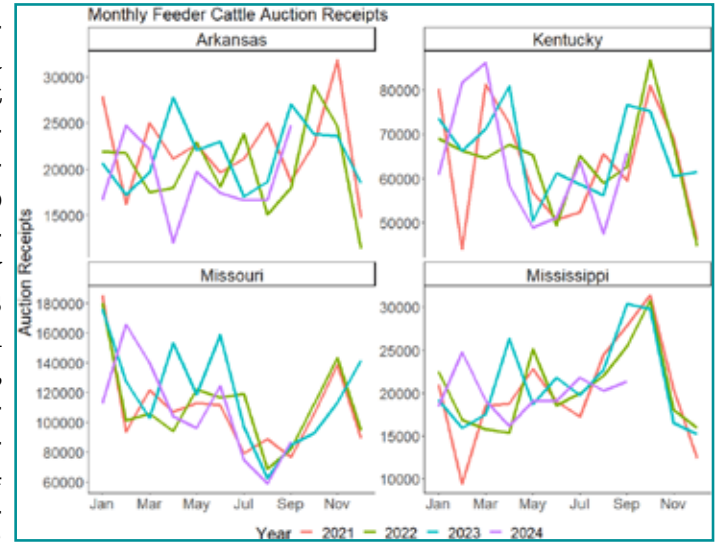 Monthly Feeder Cattle Auction Receipts
Arkansas
Kentucky
30000
25000
20000
15000
80000
70000
60000
50000
Auction Receipts
Missouri
Mississippi
180000
160000
140000
120000
100000
80000
60000
30000
25000
20000
15000
10000
Jan Mar May Jul Sep Nov
Jan Mar May Jul Sep Nov
Year 2021 2022 2023 2024